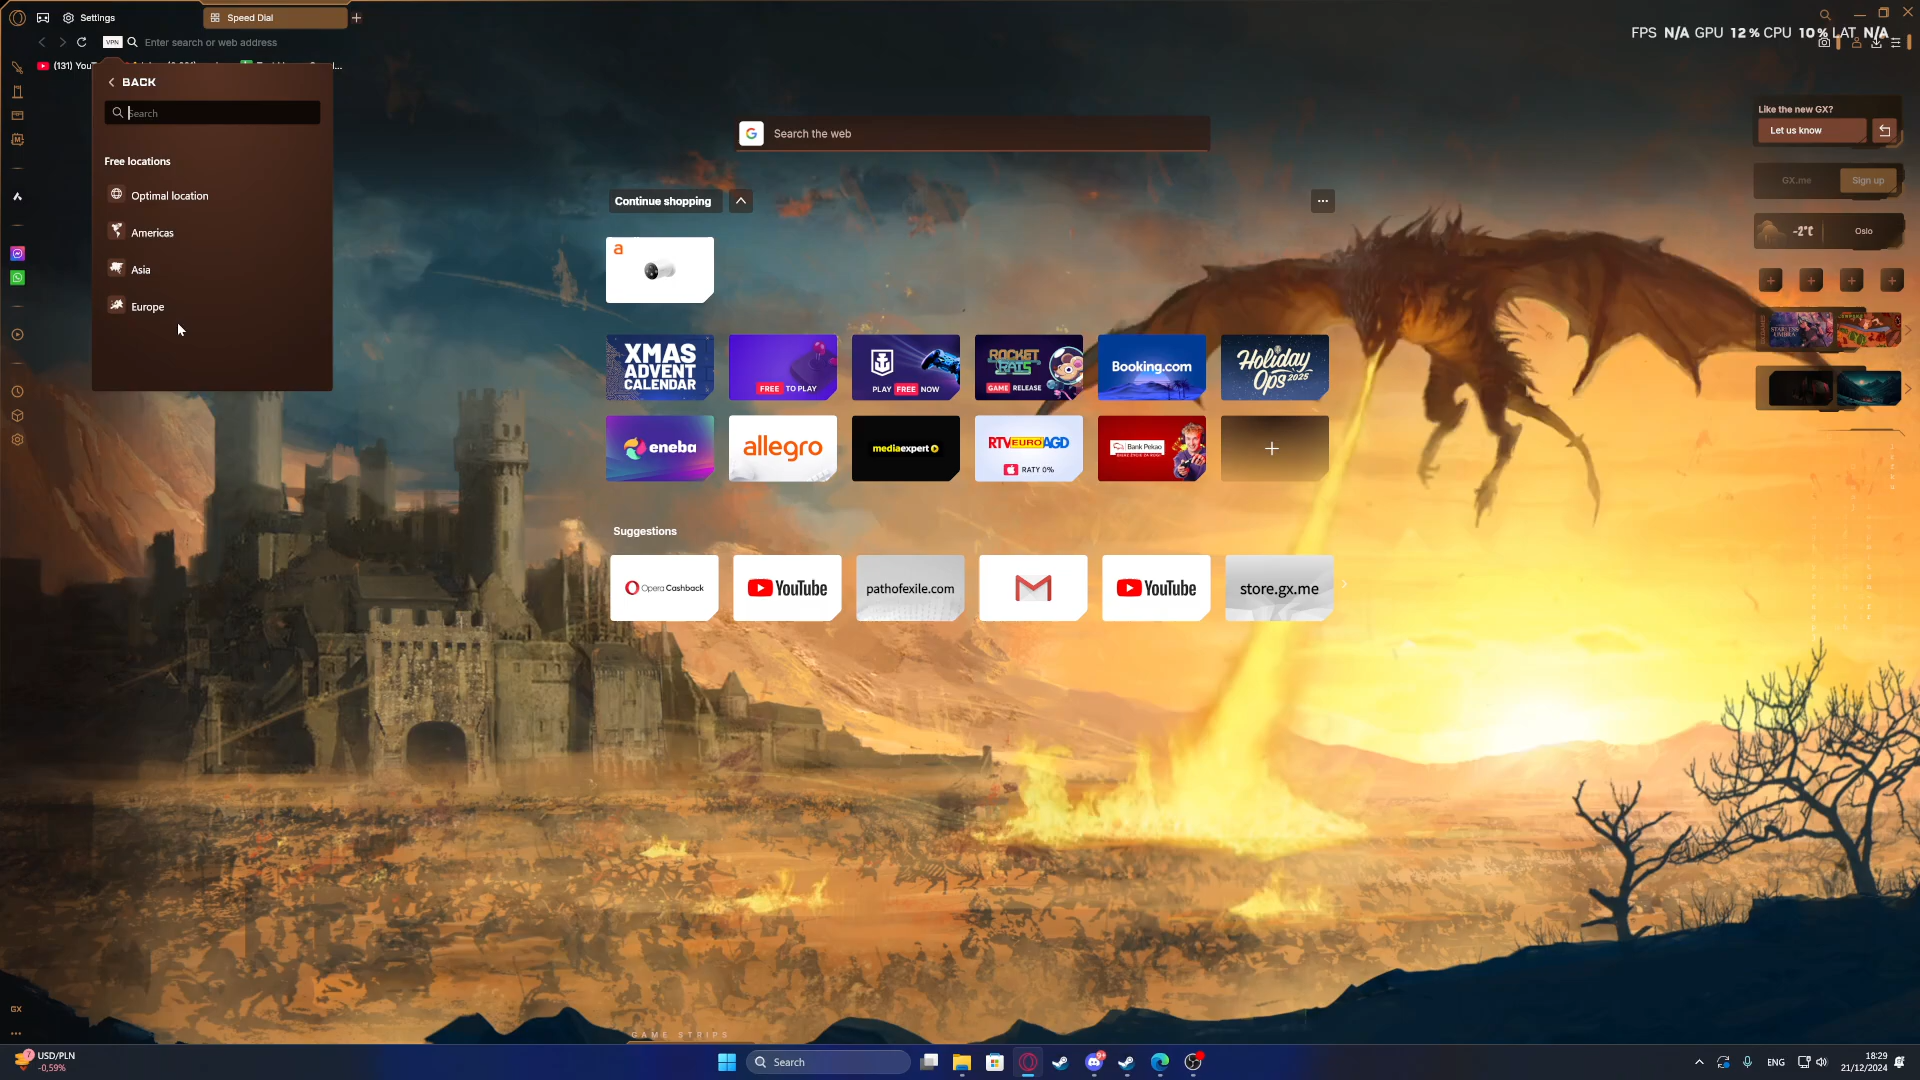 Settings
Speed Dial
FPS N/A GPU 12% CPU 10% LAT N/A
VPN
Enter search or web address
(131) You
BACK
Search
Free locations
Optimal location
Americas
Asia
Europe
Search the web
Continue shopping
a
XMAS ADVENT CALENDAR
FREE TO PLAY
PLAY FREE NOW
ROCKET RATS
GAME RELEASE
Booking.com
Holiday Ops 2025
eneba
allegro
mediaexpert
RTV EURO AGD
RATY 0%
Bank Pekao
Suggestions
Opera Cashback
YouTube
pathofexile.com
YouTube
store.gx.me
Like the new GX?
Let us know
GX.me
Sign up
-2°C
Oslo
GX
GAME STRIPS
USD/PLN
-0,59%
Search
ENG
18:29
21/12/2024